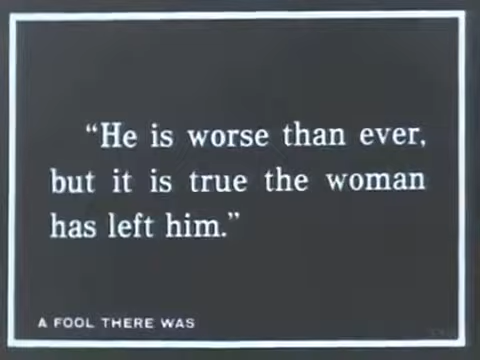 “He is worse than ever,
but it is true the woman
has left him.”
A FOOL THERE WAS